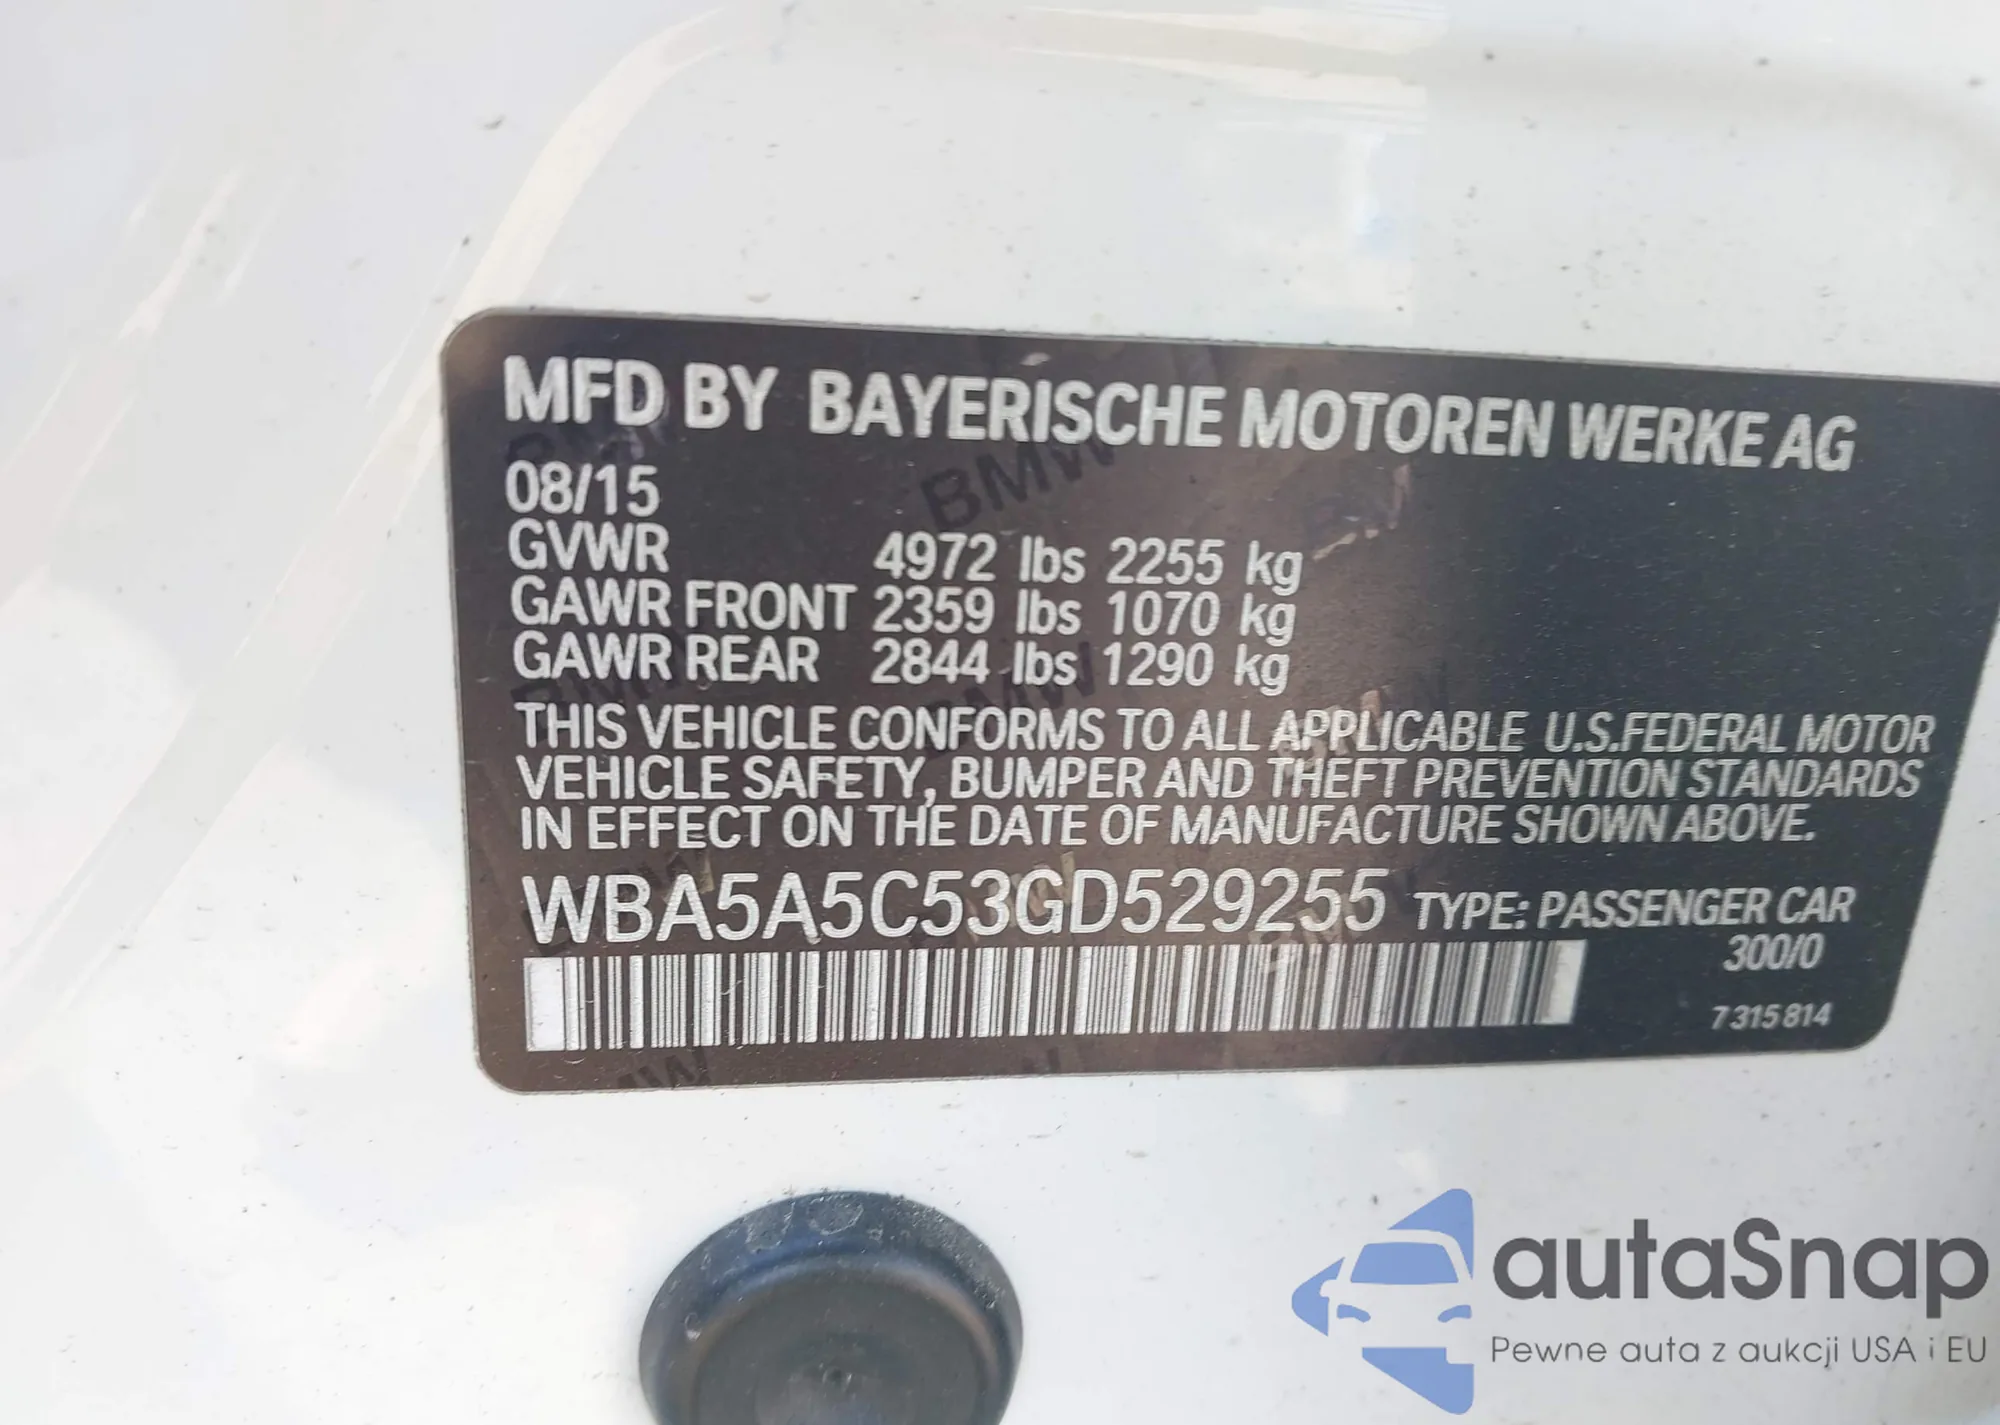 MFD BY BAYERISCHE MOTOREN WERKE AG
08/15
GVWR 4972 lbs 2255 kg
GAWR FRONT 2359 lbs 1070 kg
GAWR REAR 2844 lbs 1290 kg
THIS VEHICLE CONFORMS TO ALL APPLICABLE U.S.FEDERAL MOTOR
VEHICLE SAFETY, BUMPER AND THEFT PREVENTION STANDARDS
IN EFFECT ON THE DATE OF MANUFACTURE SHOWN ABOVE.
WBA5A5C53GD529255 TYPE: PASSENGER CAR
300/0
7315814
autaSnap
Pewne auta z aukcji USA i EU